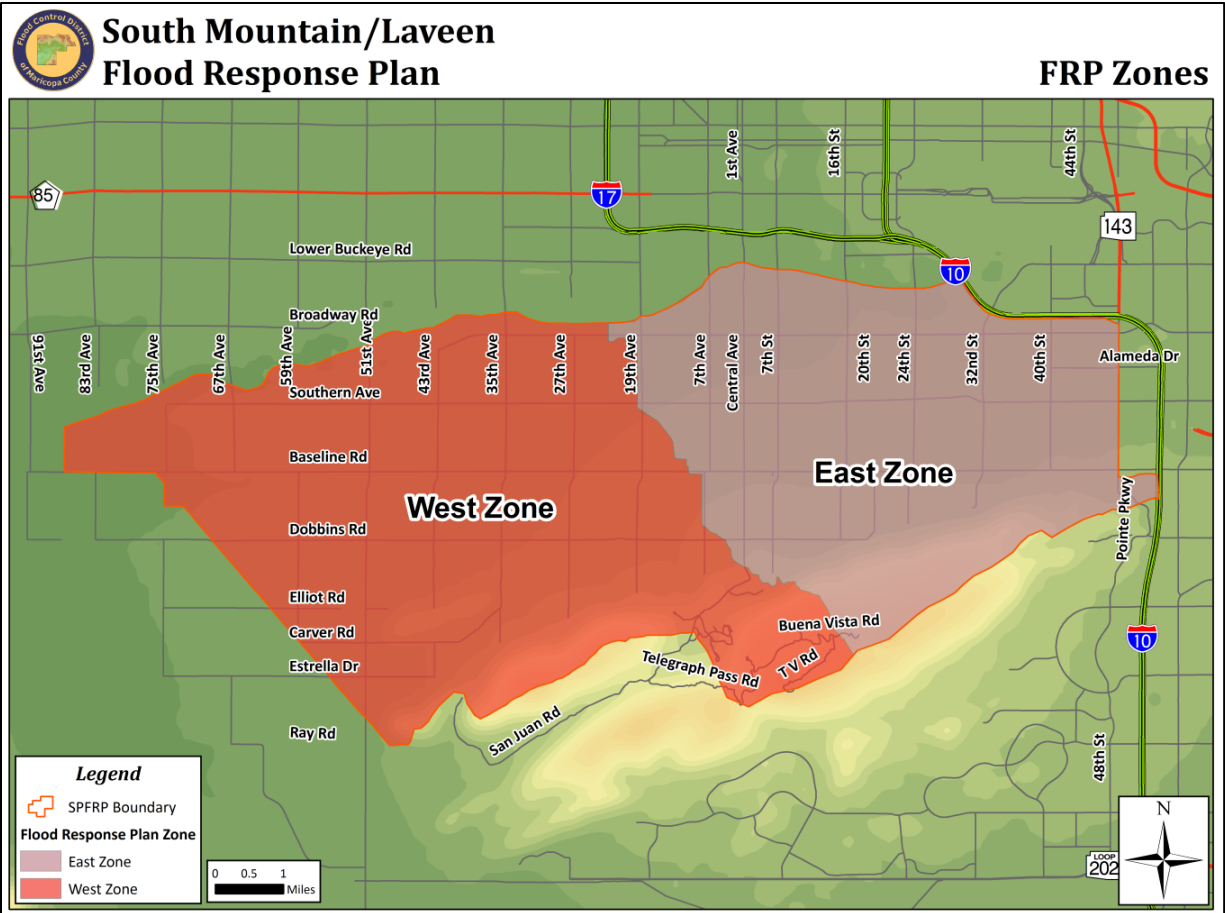 Flood Control District
of Maricopa County
South Mountain/Laveen
Flood Response Plan
FRP Zones
85
17
1st Ave
16th St
44th St
143
Lower Buckeye Rd
10
Broadway Rd
91st Ave
83rd Ave
75th Ave
67th Ave
59th Ave
51st Ave
43rd Ave
35th Ave
27th Ave
19th Ave
7th Ave
Central Ave
7th St
20th St
24th St
32nd St
40th St
Alameda Dr
Southern Ave
Baseline Rd
East Zone
West Zone
Dobbins Rd
Pointe Pkwy
Elliot Rd
Buena Vista Rd
Carver Rd
10
Estrella Dr
Telegraph Pass Rd
T V Rd
San Juan Rd
Ray Rd
48th St
Legend
SPFRP Boundary
Flood Response Plan Zone
East Zone
West Zone
0 0.5 1
Miles
LOOP
202
N